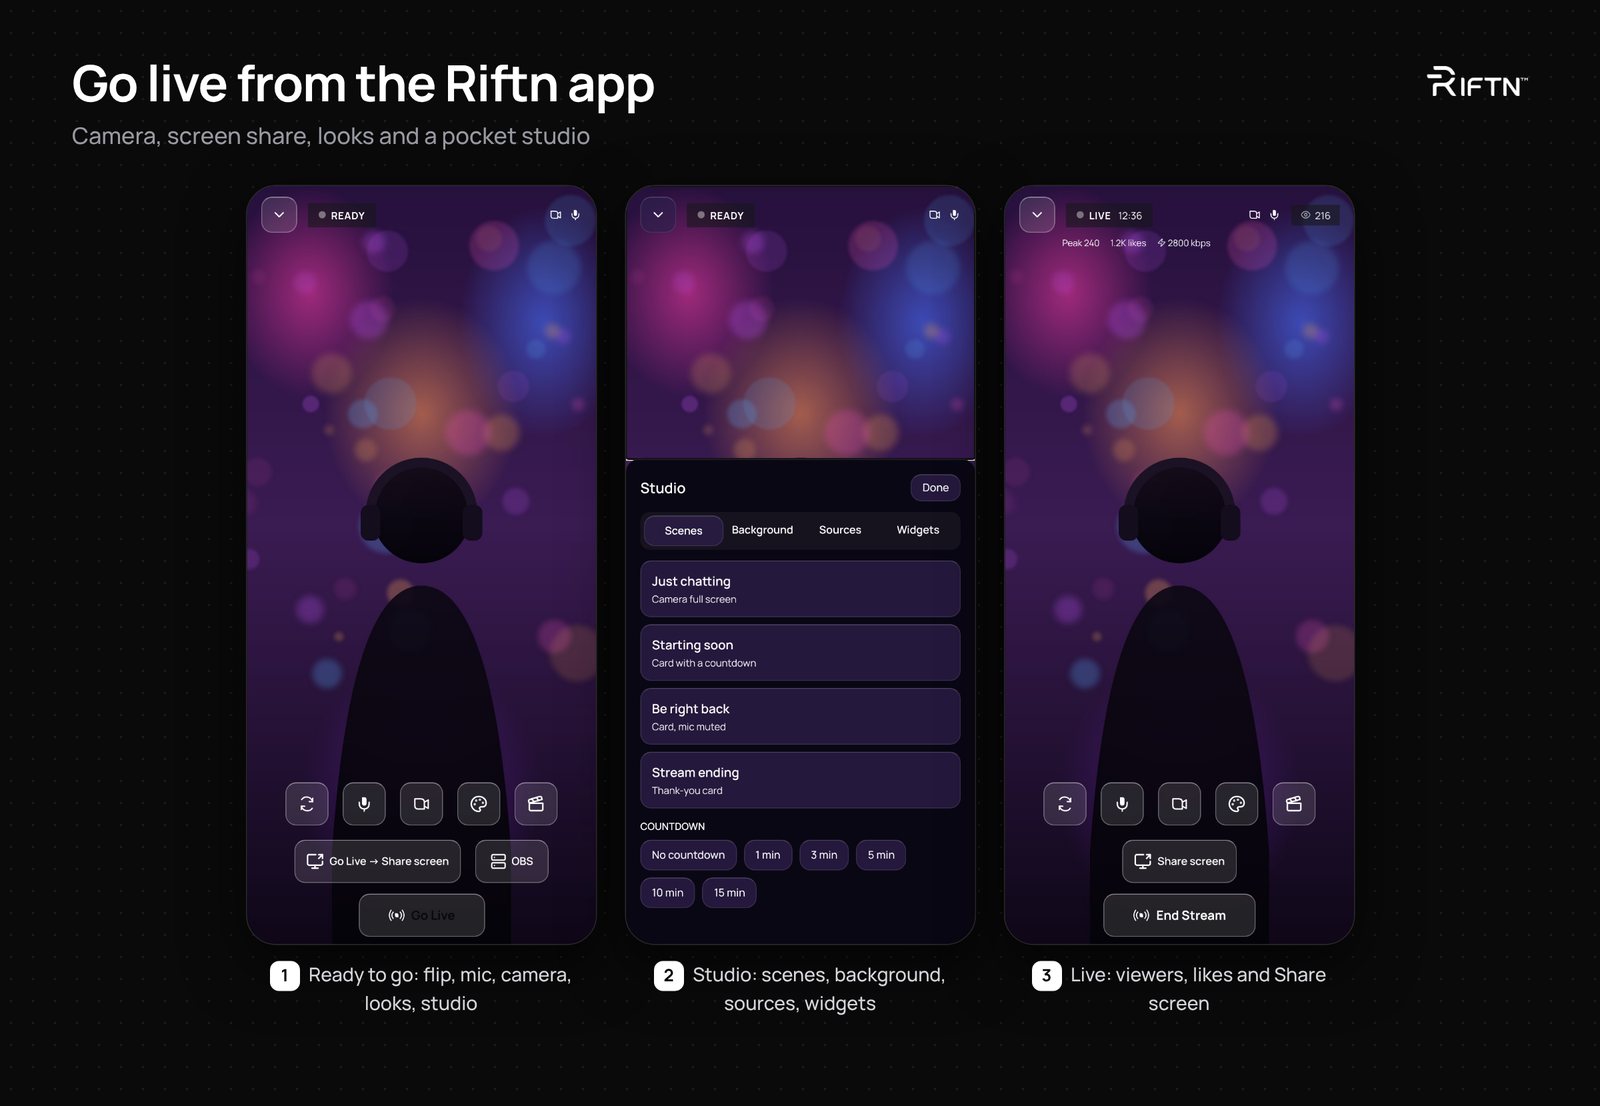 Go live from the Riftn app
Camera, screen share, looks and a pocket studio
RIFTN™
READY
Go Live → Share screen
OBS
Go Live
1 Ready to go: flip, mic, camera,
looks, studio
READY
Studio
Done
Scenes
Background
Sources
Widgets
Just chatting
Camera full screen
Starting soon
Card with a countdown
Be right back
Card, mic muted
Stream ending
Thank-you card
COUNTDOWN
No countdown
1 min
3 min
5 min
10 min
15 min
2 Studio: scenes, background,
sources, widgets
LIVE 12:36
216
Peak 240 1.2K likes 2800 kbps
Share screen
End Stream
3 Live: viewers, likes and Share
screen